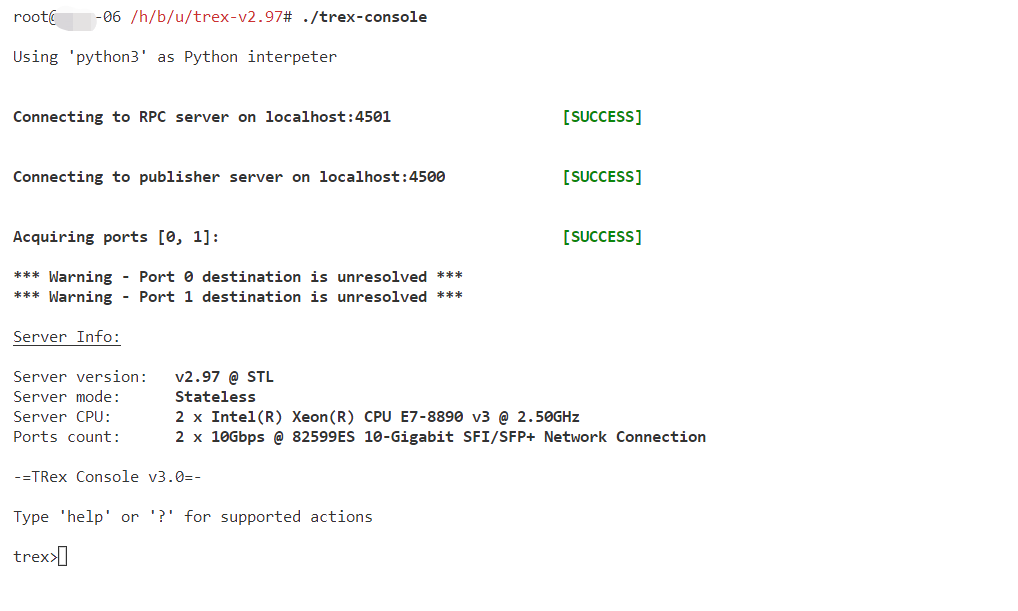 root@-06 /h/b/u/trex-v2.97# ./trex-console
Using 'python3' as Python interpeter
Connecting to RPC server on localhost:4501 [SUCCESS]
Connecting to publisher server on localhost:4500 [SUCCESS]
Acquiring ports [0, 1]: [SUCCESS]
*** Warning - Port 0 destination is unresolved ***
*** Warning - Port 1 destination is unresolved ***
Server Info:
Server version: v2.97 @ STL
Server mode: Stateless
Server CPU: 2 x Intel(R) Xeon(R) CPU E7-8890 v3 @ 2.50GHz
Ports count: 2 x 10Gbps @ 82599ES 10-Gigabit SFI/SFP+ Network Connection
-=TRex Console v3.0=-
Type 'help' or '?' for supported actions
trex>